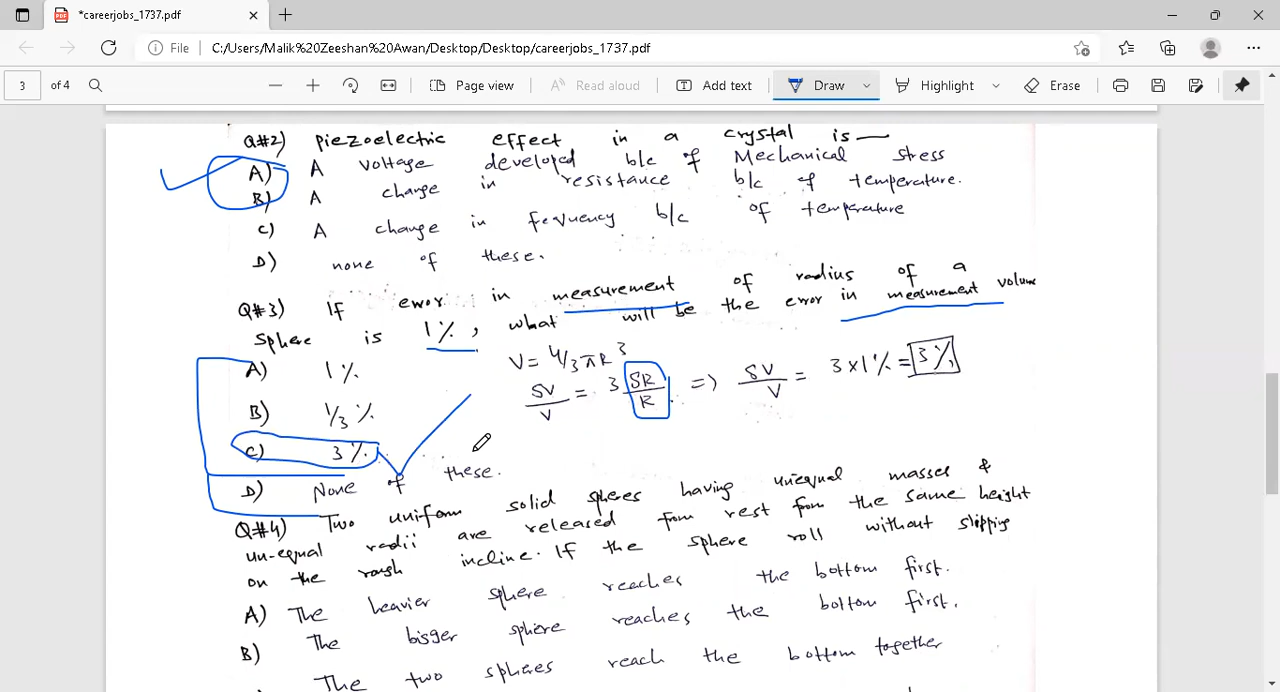 *careerjobs_1737.pdf
File C:/Users/Malik%20Zeeshan%20Awan/Desktop/Desktop/careerjobs_1737.pdf
3 of 4 Page view Read aloud Add text Draw Highlight Erase
Q#2) Piezoelectric effect in a crystal is —
A) A voltage developed b/c of Mechanical stress
B) A change in resistance b/c of temperature.
C) A change in frequency b/c of temperature
D) none of these.
Q#3) If error in measurement of radius of a
sphere is 1%, what will be the error in measurement volume
A) 1%
V = 4/3 πR³
δV/V = 3 δR/R => δV/V = 3 × 1% = 3%
B) 1/3 %
C) 3%
D) None of these.
Q#4) Two uniform solid spheres having unequal masses &
un-equal radii are released from rest from the same height
on the rough incline. If the sphere roll without slipping
A) The heavier sphere reaches the bottom first.
B) The bigger sphere reaches the bottom first.
The two spheres reach the bottom together